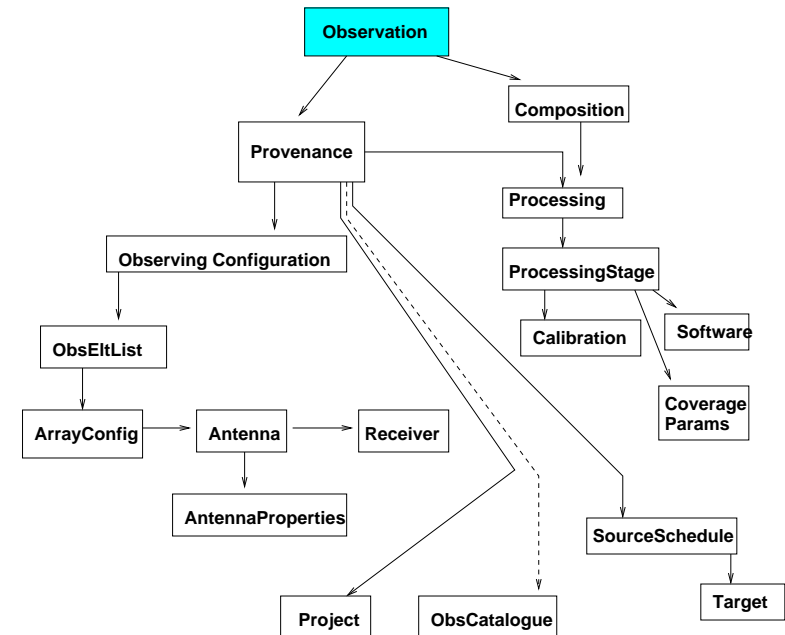 Observation
Composition
Provenance
Processing
Observing Configuration
ProcessingStage
Calibration
Software
ObsEltList
Coverage
Params
ArrayConfig
Antenna
Receiver
AntennaProperties
SourceSchedule
Target
Project
ObsCatalogue